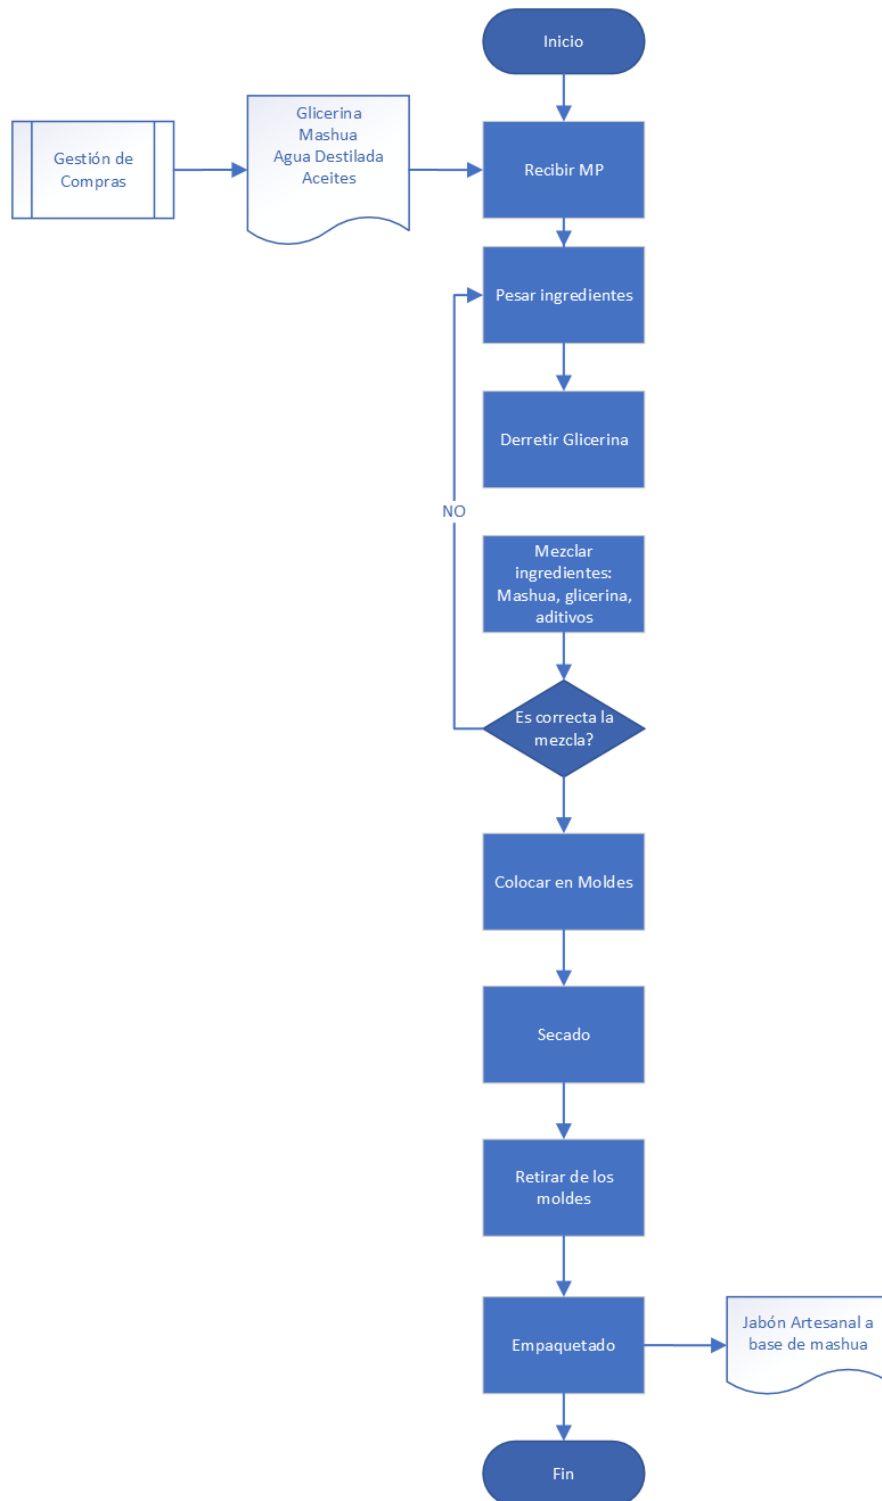 Inicio
Gestión de
Compras
Glicerina
Mashua
Agua Destilada
Aceites
Recibir MP
Pesar ingredientes
Derretir Glicerina
NO
Mezclar
ingredientes:
Mashua, glicerina,
aditivos
Es correcta la
mezcla?
Colocar en Moldes
Secado
Retirar de los
moldes
Empaquetado
Jabón Artesanal a
base de mashua
Fin